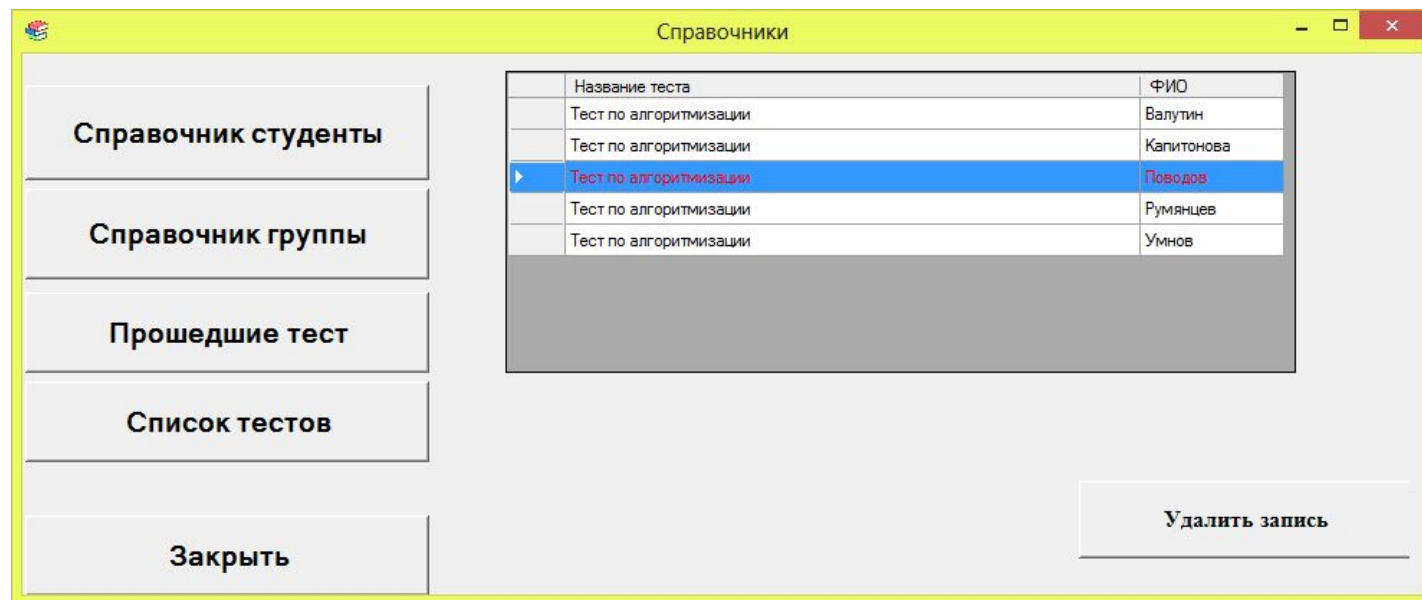 Справочники
Справочник студенты
Справочник группы
Прошедшие тест
Список тестов
Закрыть
Название теста ФИО
Тест по алгоритмизации Валутин
Тест по алгоритмизации Капитонова
Тест по алгоритмизации Поводов
Тест по алгоритмизации Румянцев
Тест по алгоритмизации Умнов
Удалить запись